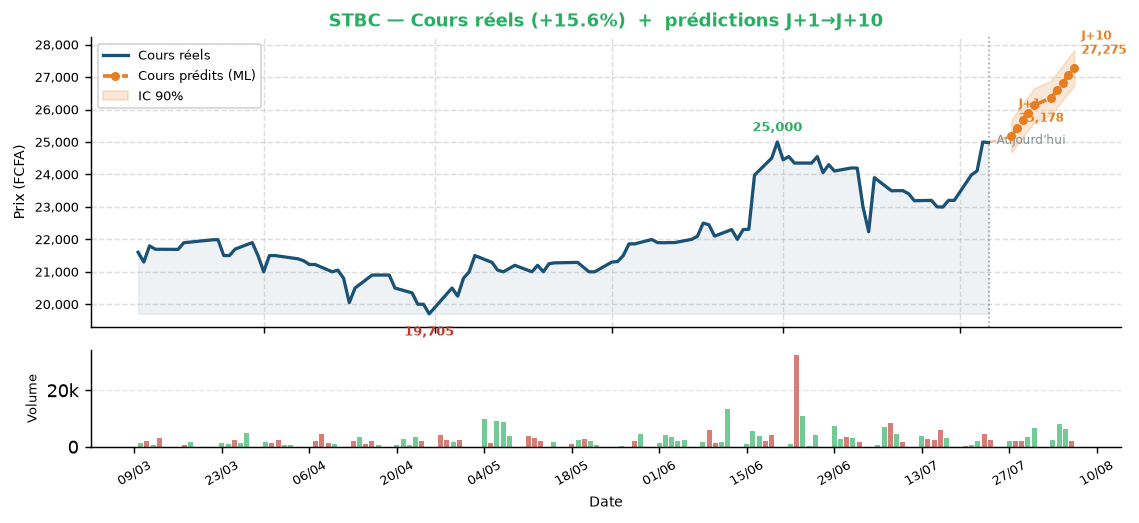 STBC — Cours réels (+15.6%) + prédictions J+1→J+10
Cours réels
Cours prédits (ML)
IC 90%
Prix (FCFA)
28,000
27,000
26,000
25,000
24,000
23,000
22,000
21,000
20,000
25,000
19,705
J+10
27,275
J+1
25,178
Aujourd'hui
Volume
20k
0
09/03
23/03
06/04
20/04
04/05
18/05
01/06
15/06
29/06
13/07
27/07
10/08
Date